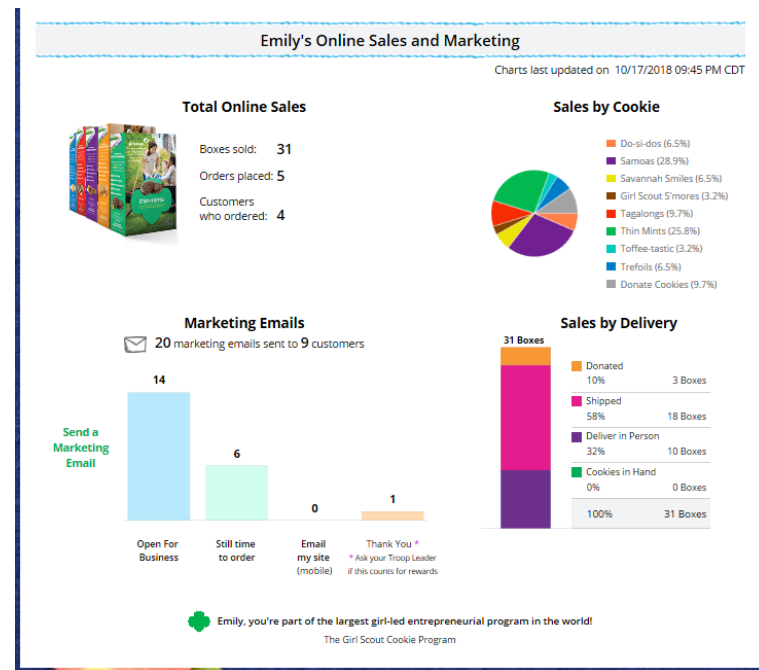 Emily's Online Sales and Marketing
Charts last updated on 10/17/2018 09:45 PM CDT
Total Online Sales
thin mints
Boxes sold: 31
Orders placed: 5
Customers
who ordered: 4
Sales by Cookie
Do-si-dos (6.5%)
Samoas (28.9%)
Savannah Smiles (6.5%)
Girl Scout S'mores (3.2%)
Tagalongs (9.7%)
Thin Mints (25.8%)
Toffee-tastic (3.2%)
Trefoils (6.5%)
Donate Cookies (9.7%)
Marketing Emails
20 marketing emails sent to 9 customers
Send a
Marketing
Email
14
6
0
1
Open For
Business
Still time
to order
Email
my site
(mobile)
Thank You *
* Ask your Troop Leader
if this counts for rewards
Sales by Delivery
31 Boxes
Donated
10% 3 Boxes
Shipped
58% 18 Boxes
Deliver in Person
32% 10 Boxes
Cookies in Hand
0% 0 Boxes
100% 31 Boxes
Emily, you're part of the largest girl-led entrepreneurial program in the world!
The Girl Scout Cookie Program